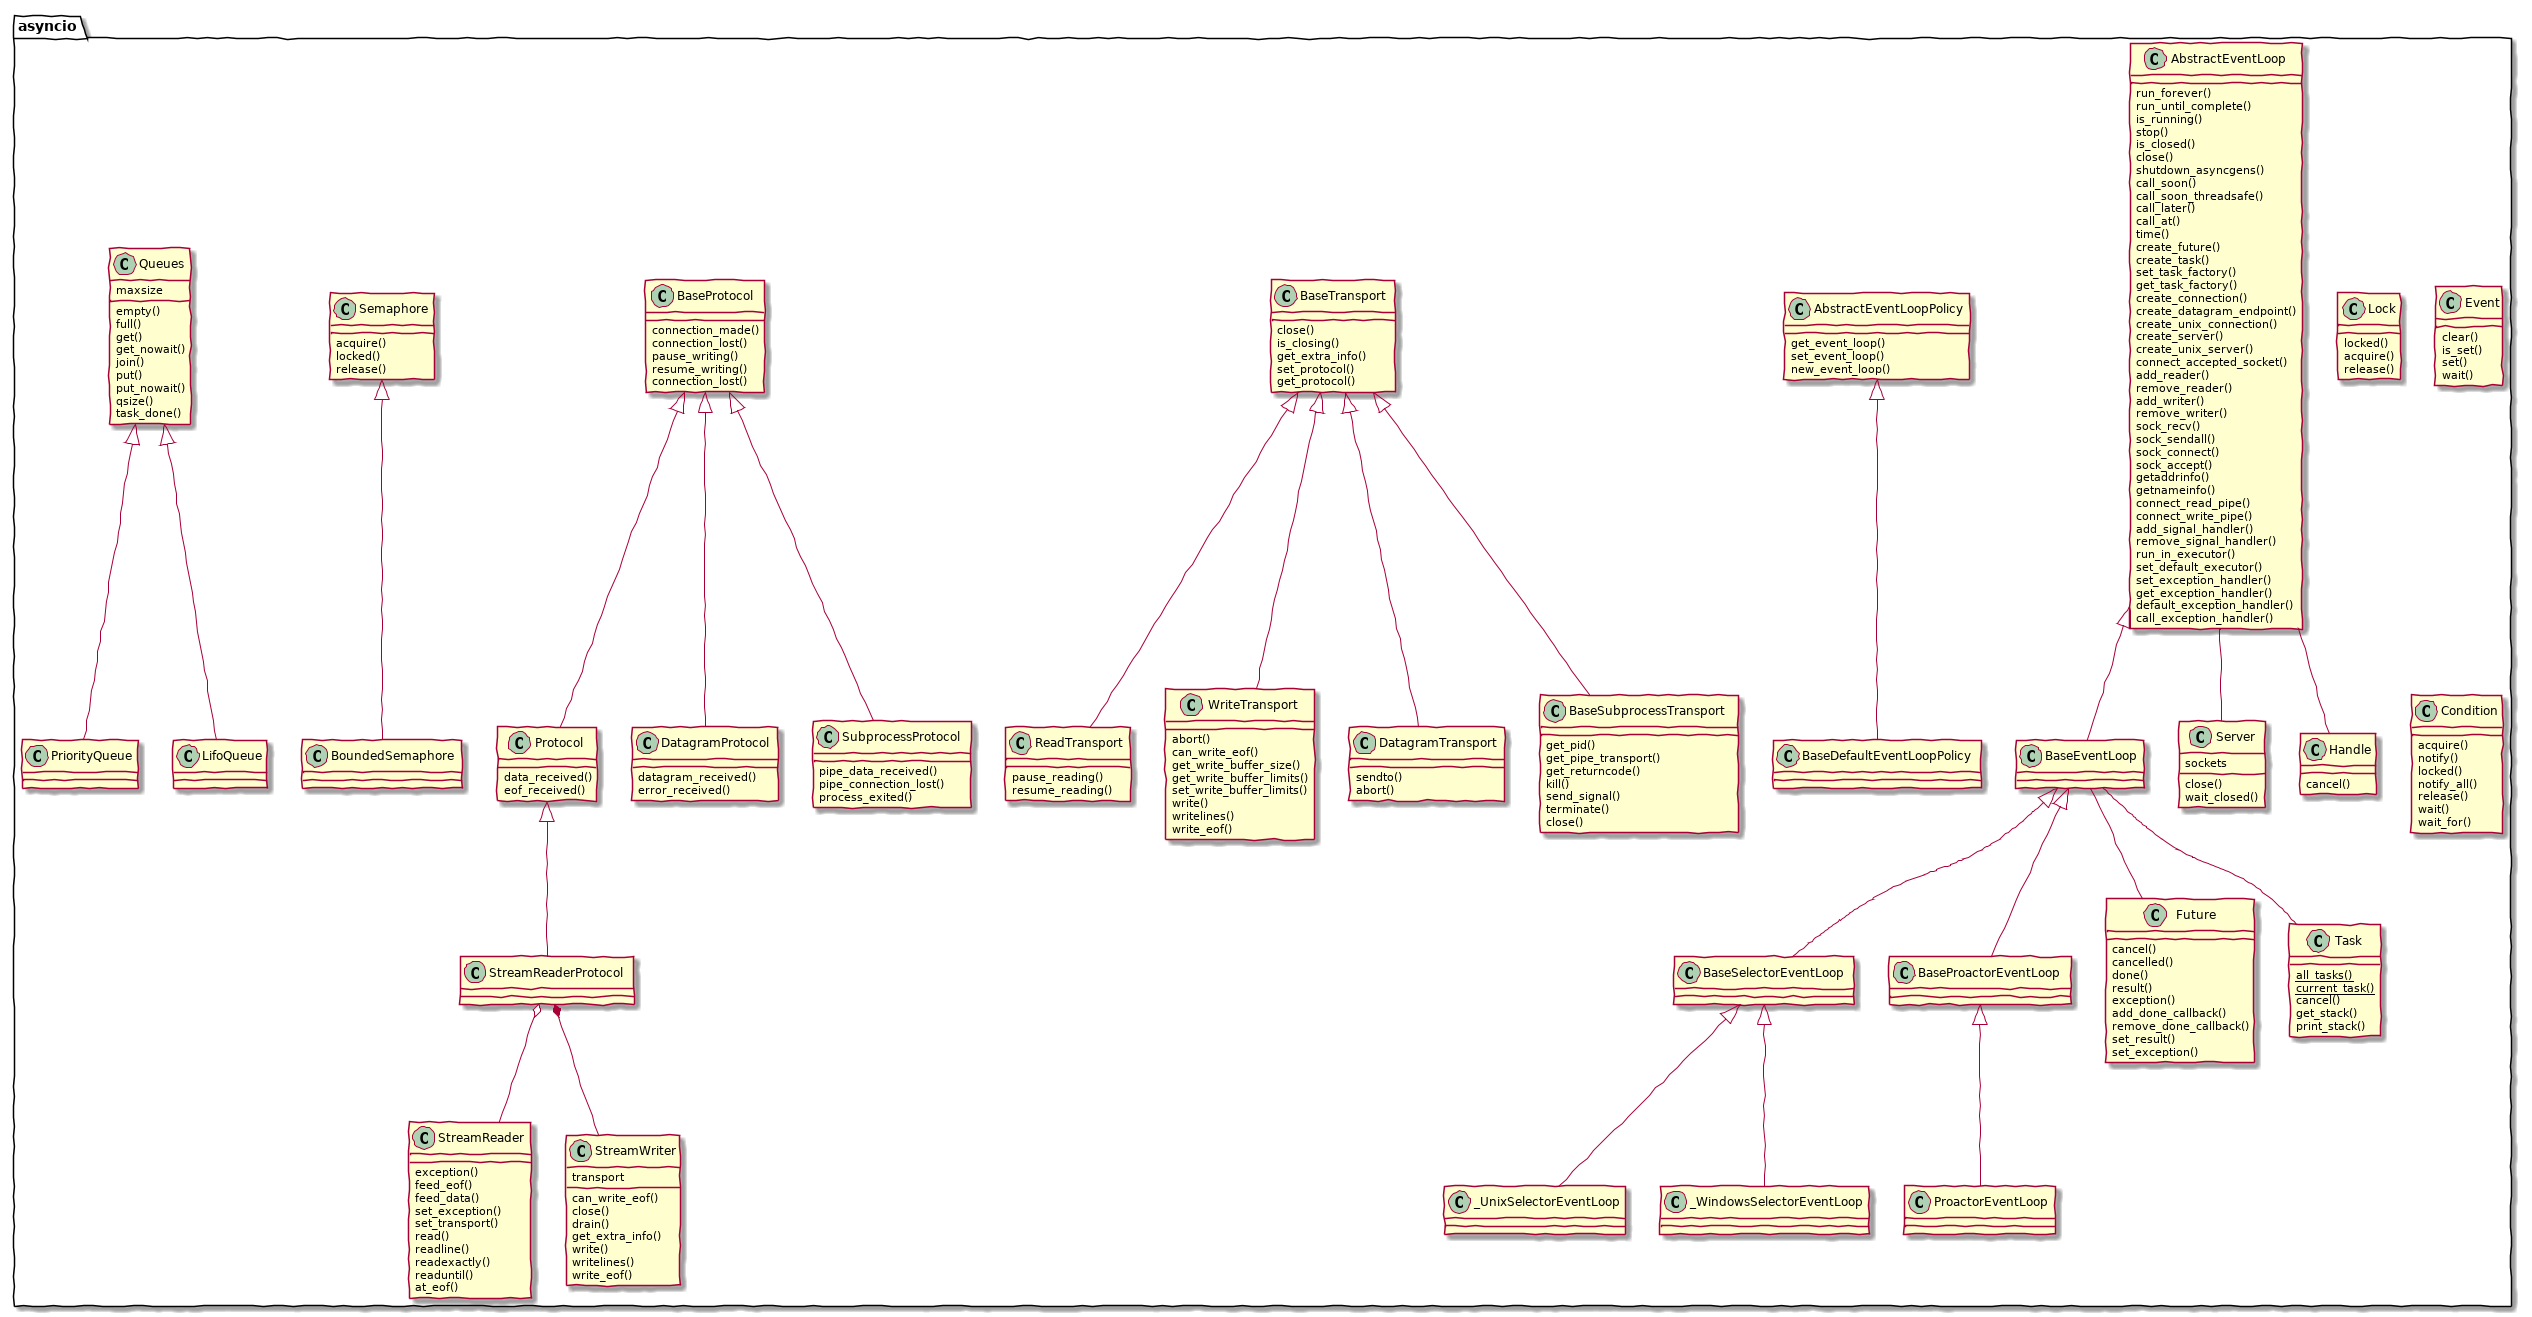 asyncio
C AbstractEventLoop
run_forever()
run_until_complete()
is_running()
stop()
is_closed()
close()
shutdown_asyncgens()
call_soon()
call_soon_threadsafe()
call_later()
call_at()
time()
create_future()
create_task()
set_task_factory()
get_task_factory()
create_connection()
create_datagram_endpoint()
create_unix_connection()
create_server()
create_unix_server()
connect_accepted_socket()
add_reader()
remove_reader()
add_writer()
remove_writer()
sock_recv()
sock_sendall()
sock_connect()
sock_accept()
getaddrinfo()
getnameinfo()
connect_read_pipe()
connect_write_pipe()
add_signal_handler()
remove_signal_handler()
run_in_executor()
set_default_executor()
set_exception_handler()
get_exception_handler()
default_exception_handler()
call_exception_handler()
C Queues
maxsize
empty()
full()
get()
get_nowait()
join()
put()
put_nowait()
qsize()
task_done()
C Semaphore
acquire()
locked()
release()
C BaseProtocol
connection_made()
connection_lost()
pause_writing()
resume_writing()
connection_lost()
C BaseTransport
close()
is_closing()
get_extra_info()
set_protocol()
get_protocol()
C AbstractEventLoopPolicy
get_event_loop()
set_event_loop()
new_event_loop()
C Lock
locked()
acquire()
release()
C Event
clear()
is_set()
set()
wait()
C PriorityQueue
C LifoQueue
C BoundedSemaphore
C Protocol
data_received()
eof_received()
C DatagramProtocol
datagram_received()
error_received()
C SubprocessProtocol
pipe_data_received()
pipe_connection_lost()
process_exited()
C ReadTransport
pause_reading()
resume_reading()
C WriteTransport
abort()
can_write_eof()
get_write_buffer_size()
get_write_buffer_limits()
set_write_buffer_limits()
write()
writelines()
write_eof()
C DatagramTransport
sendto()
abort()
C BaseSubprocessTransport
get_pid()
get_pipe_transport()
get_returncode()
kill()
send_signal()
terminate()
close()
C BaseDefaultEventLoopPolicy
C BaseEventLoop
C Server
sockets
close()
wait_closed()
C Handle
cancel()
C Condition
acquire()
notify()
locked()
notify_all()
release()
wait()
wait_for()
C StreamReaderProtocol
C BaseSelectorEventLoop
C BaseProactorEventLoop
C Future
cancel()
cancelled()
done()
result()
exception()
add_done_callback()
remove_done_callback()
set_result()
set_exception()
C Task
all_tasks()
current_task()
cancel()
get_stack()
print_stack()
C StreamReader
exception()
feed_eof()
feed_data()
set_exception()
set_transport()
read()
readline()
readexactly()
readuntil()
at_eof()
C StreamWriter
transport
can_write_eof()
close()
drain()
get_extra_info()
write()
writelines()
write_eof()
C _UnixSelectorEventLoop
C _WindowsSelectorEventLoop
C ProactorEventLoop